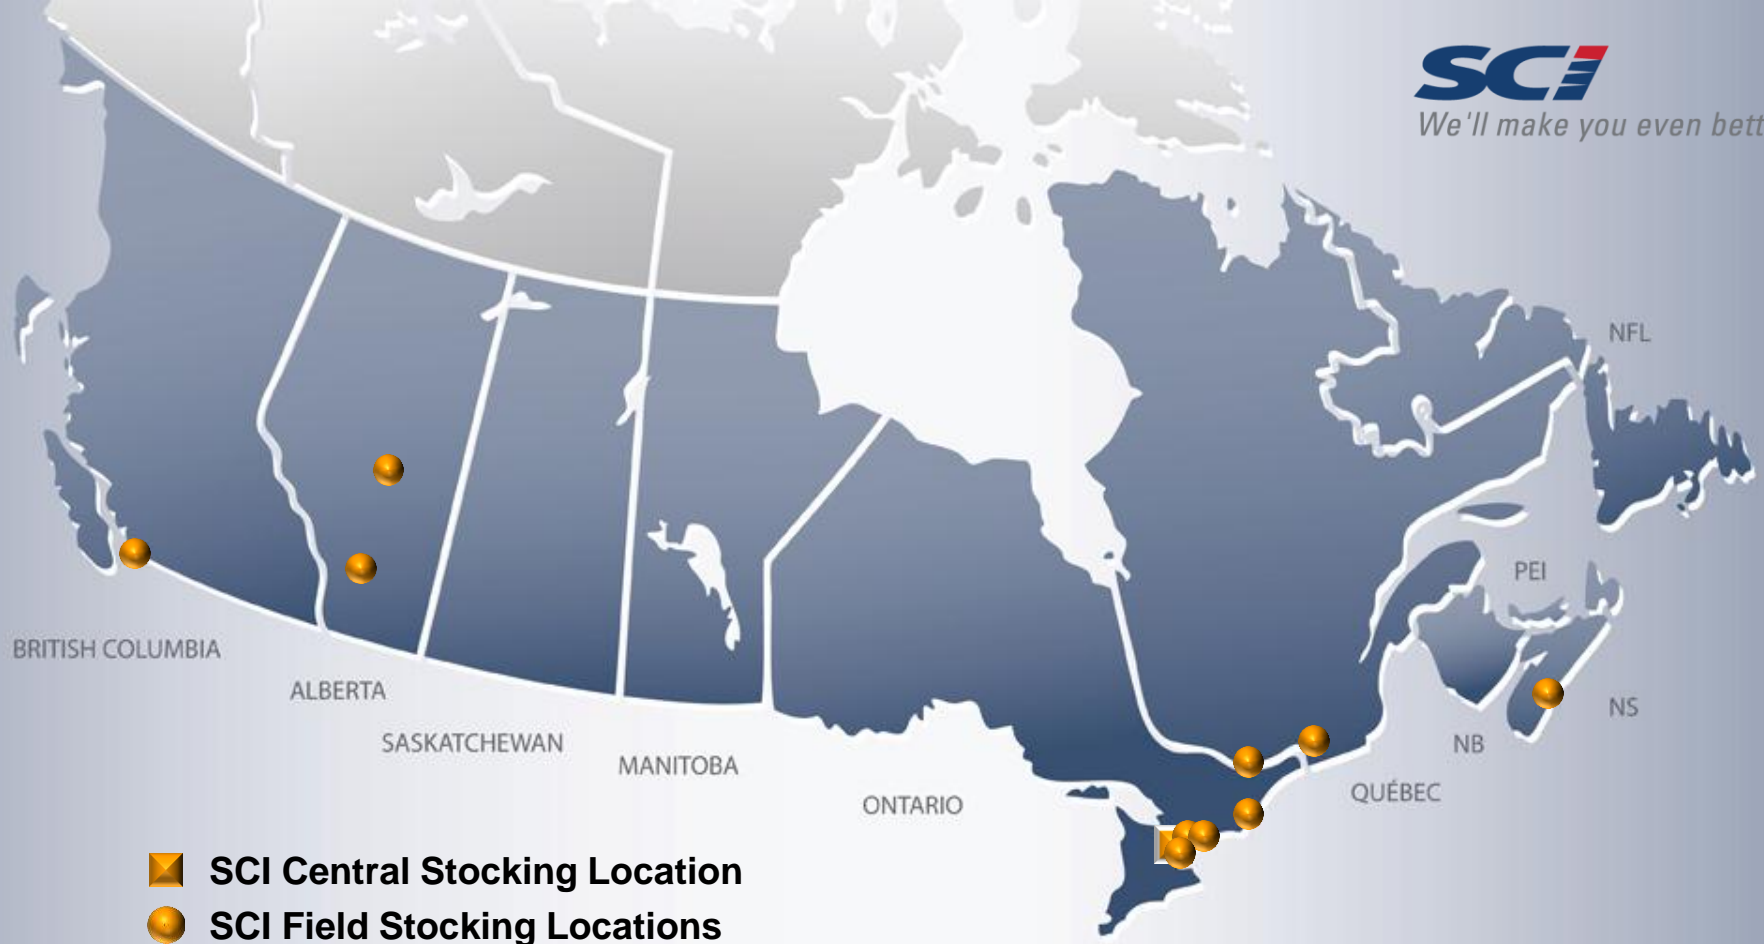 SCI
We'll make you even bett
NFL
PEI
BRITISH COLUMBIA
ALBERTA
NS
SASKATCHEWAN
NB
MANITOBA
QUÉBEC
ONTARIO
SCI Central Stocking Location
SCI Field Stocking Locations